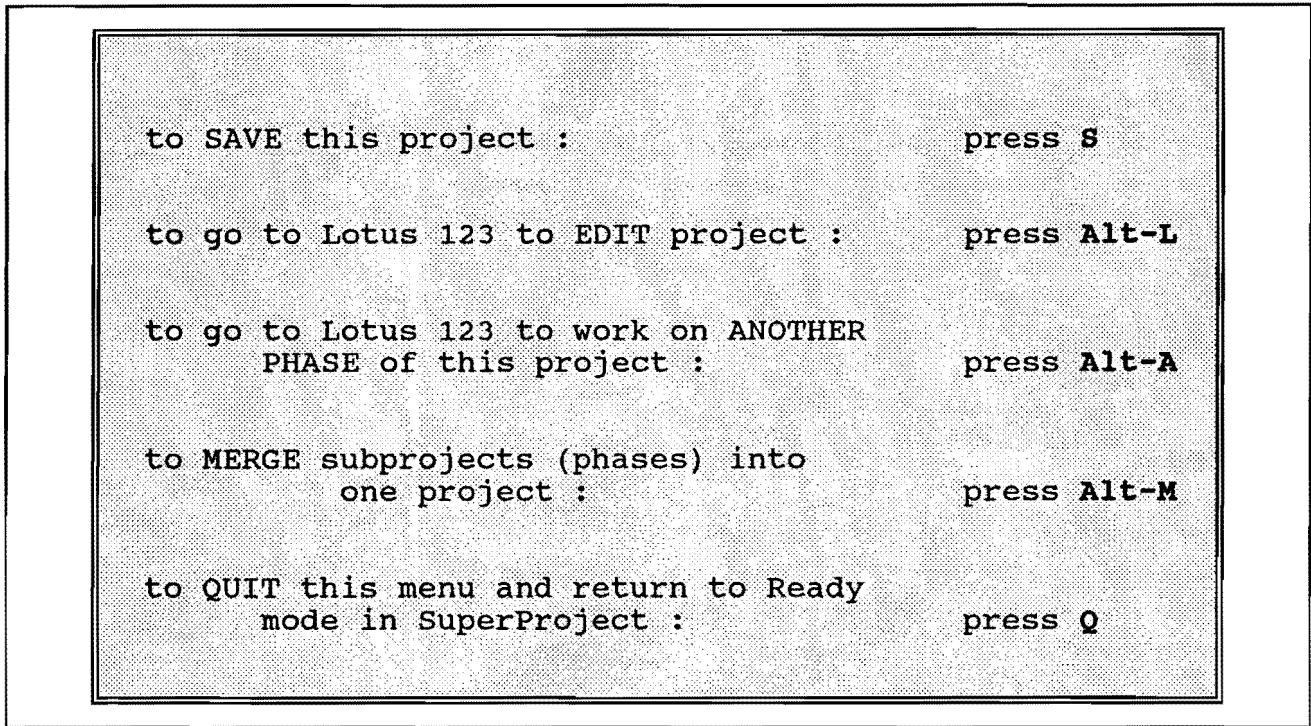 to SAVE this project : press S
to go to Lotus 123 to EDIT project : press Alt-L
to go to Lotus 123 to work on ANOTHER
PHASE of this project : press Alt-A
to MERGE subprojects (phases) into
one project : press Alt-M
to QUIT this menu and return to Ready
mode in SuperProject : press Q